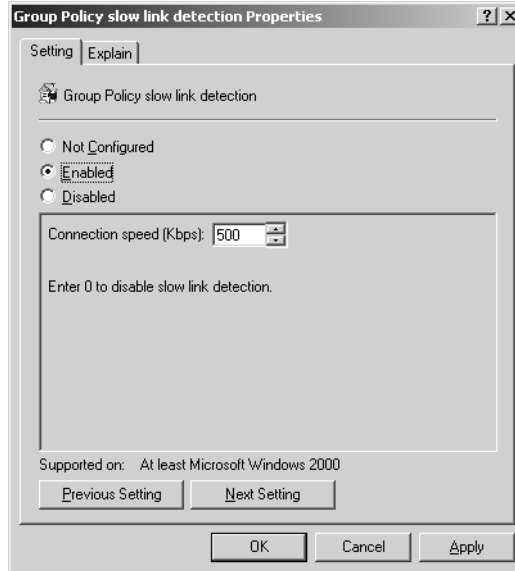 Group Policy slow link detection Properties
Setting
Explain
Group Policy slow link detection
Not Configured
Enabled
Disabled
Connection speed (Kbps): 500
Enter 0 to disable slow link detection.
Supported on: At least Microsoft Windows 2000
Previous Setting
Next Setting
OK
Cancel
Apply